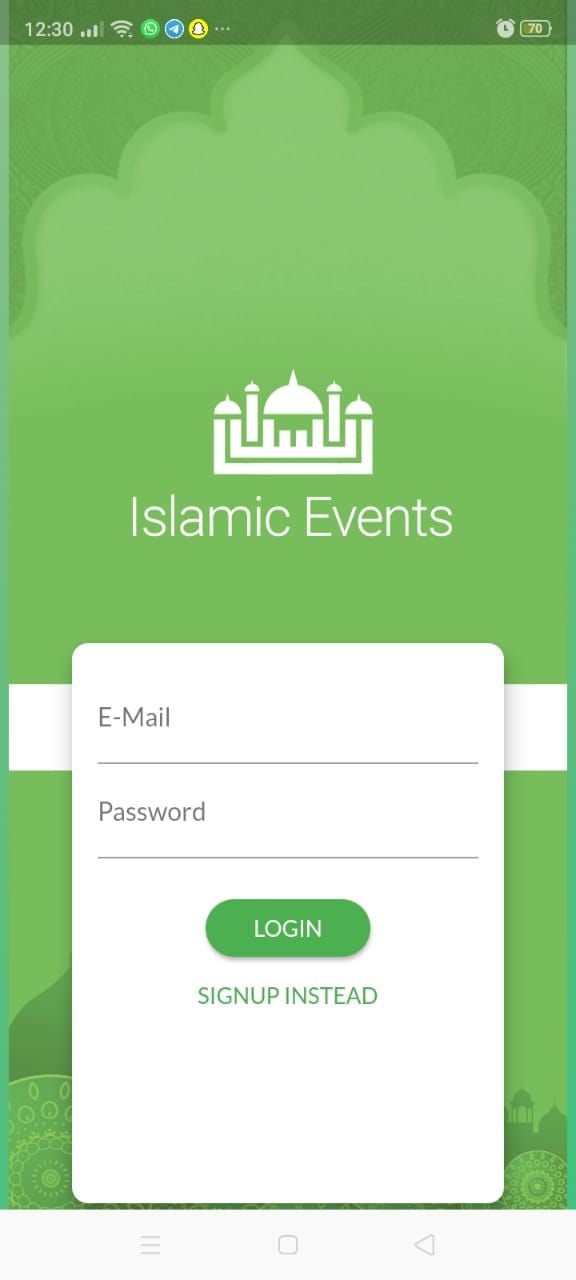 12:30 70
Islamic Events
E-Mail
Password
LOGIN
SIGNUP INSTEAD